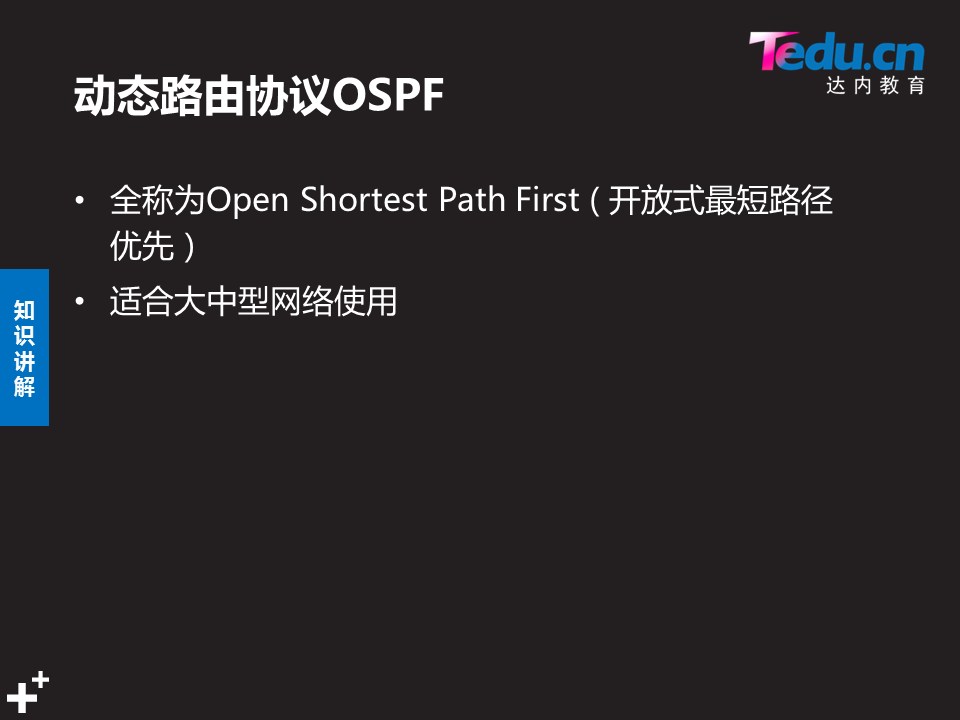 Tedu.cn
达内教育
动态路由协议OSPF
• 全称为Open Shortest Path First（开放式最短路径
优先）
• 适合大中型网络使用
知
识
讲
解